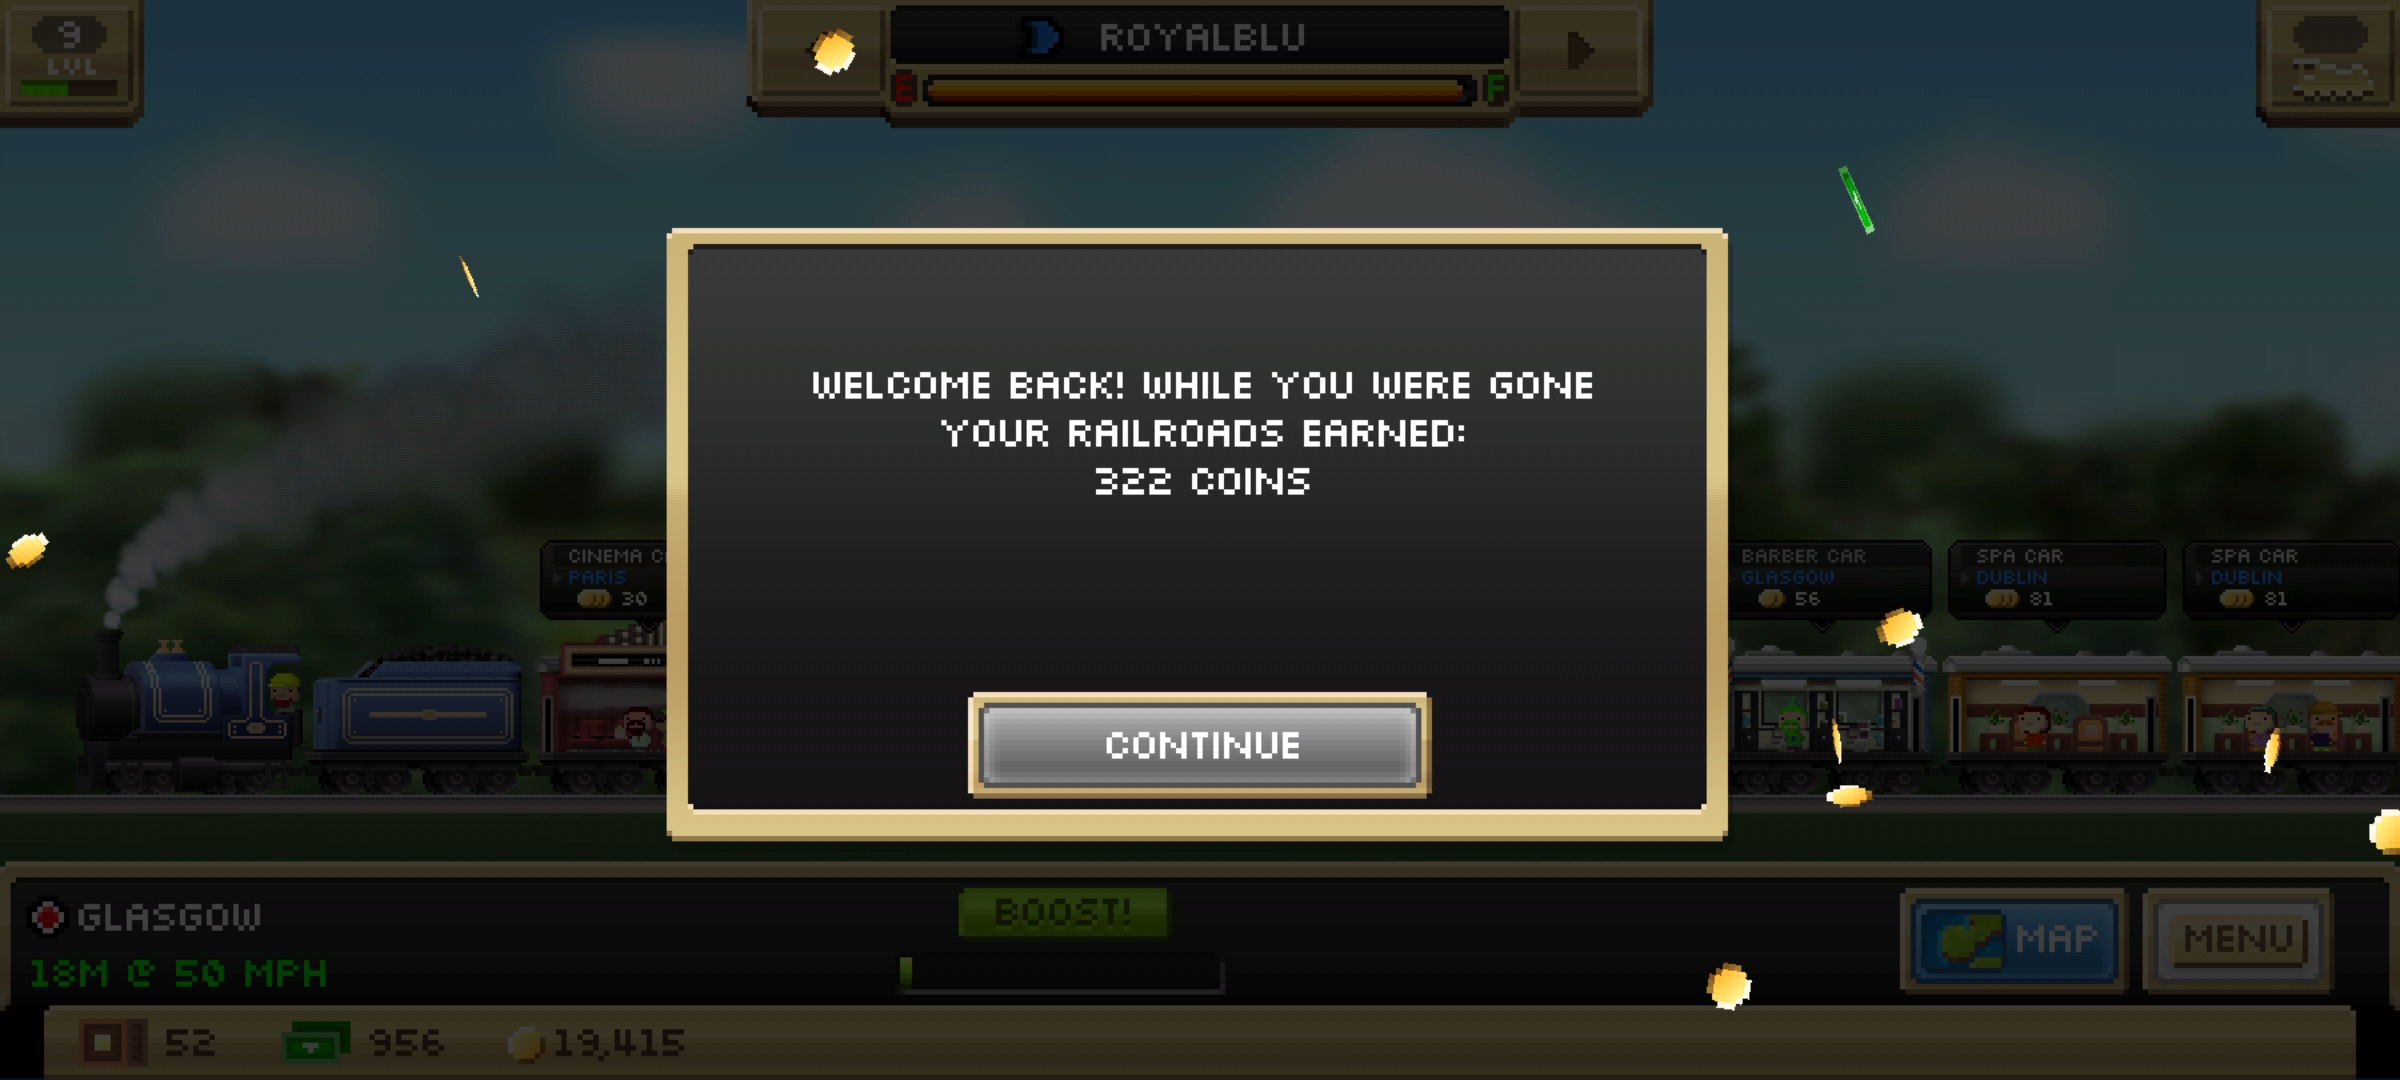 9
LVL
ROYALBLU
E
F
WELCOME BACK! WHILE YOU WERE GONE
YOUR RAILROADS EARNED:
322 COINS
CONTINUE
CINEMA
PARIS
30
BARBER CAR
GLASGOW
56
SPA CAR
DUBLIN
81
SPA CAR
DUBLIN
81
GLASGOW
18M @ 50 MPH
BOOST!
MAP
MENU
52
956
19,415